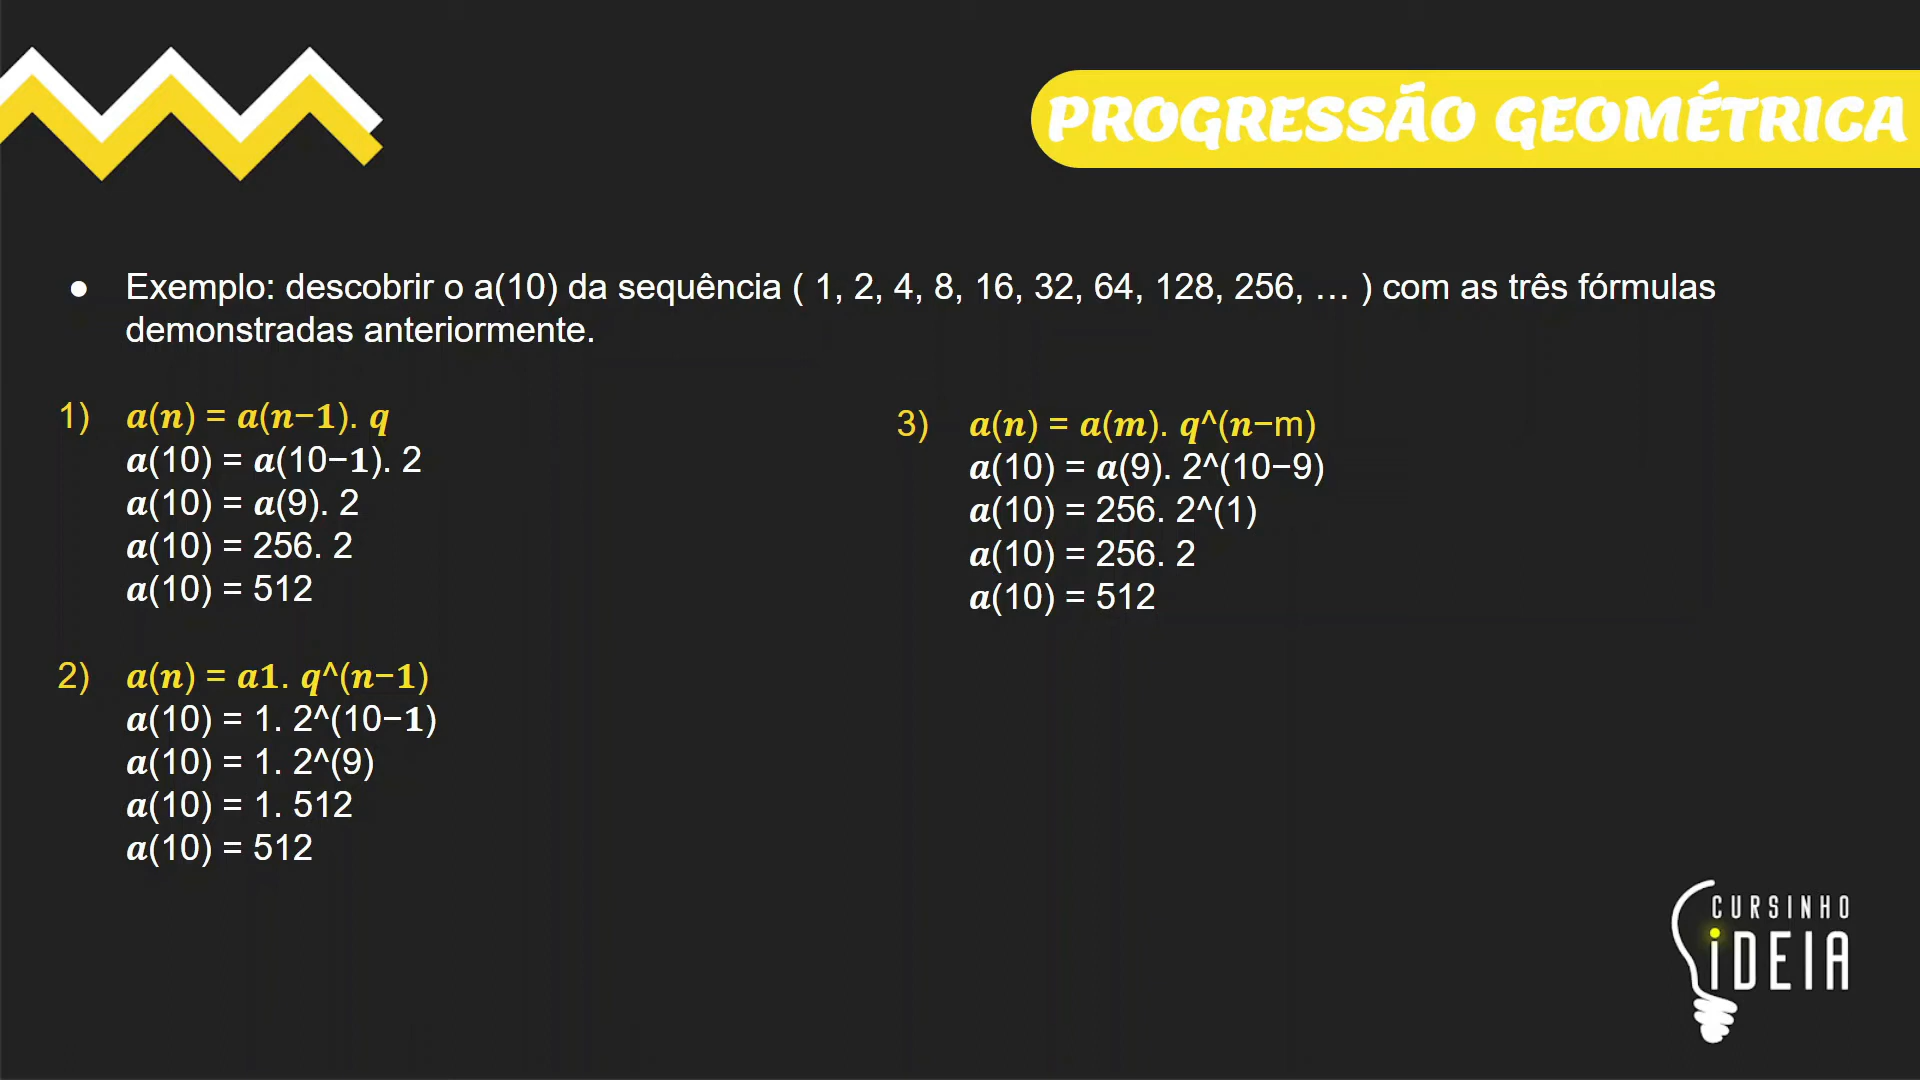 PROGRESSÃO GEOMÉTRICA
● Exemplo: descobrir o a(10) da sequência ( 1, 2, 4, 8, 16, 32, 64, 128, 256, … ) com as três fórmulas
demonstradas anteriormente.
1) a(n) = a(n−1). q
a(10) = a(10−1). 2
a(10) = a(9). 2
a(10) = 256. 2
a(10) = 512
2) a(n) = a1. q^(n−1)
a(10) = 1. 2^(10−1)
a(10) = 1. 2^(9)
a(10) = 1. 512
a(10) = 512
3) a(n) = a(m). q^(n−m)
a(10) = a(9). 2^(10−9)
a(10) = 256. 2^(1)
a(10) = 256. 2
a(10) = 512
CURSINHO
iDEIA